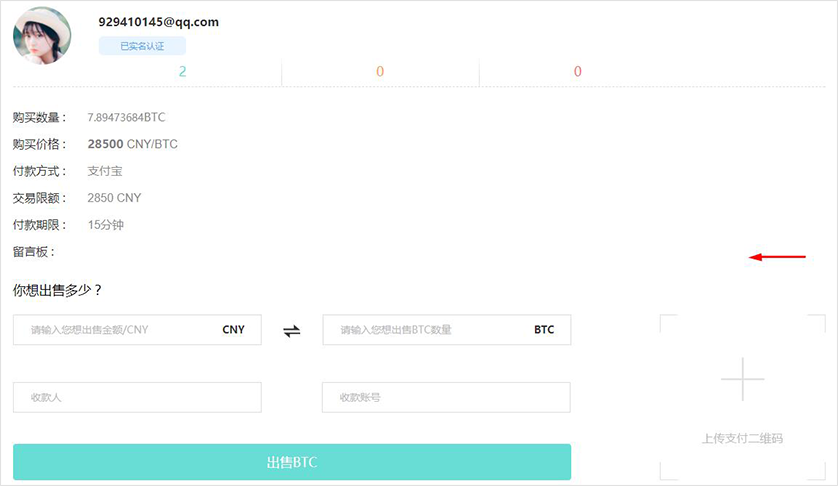 929410145@qq.com
已实名认证
2 0 0
购买数量： 7.89473684BTC
购买价格： 28500 CNY/BTC
付款方式： 支付宝
交易限额： 2850 CNY
付款期限： 15分钟
留言板：
你想出售多少？
请输入您想出售金额/CNY CNY 请输入您想出售BTC数量 BTC
收款人 收款账号
上传支付二维码
出售BTC